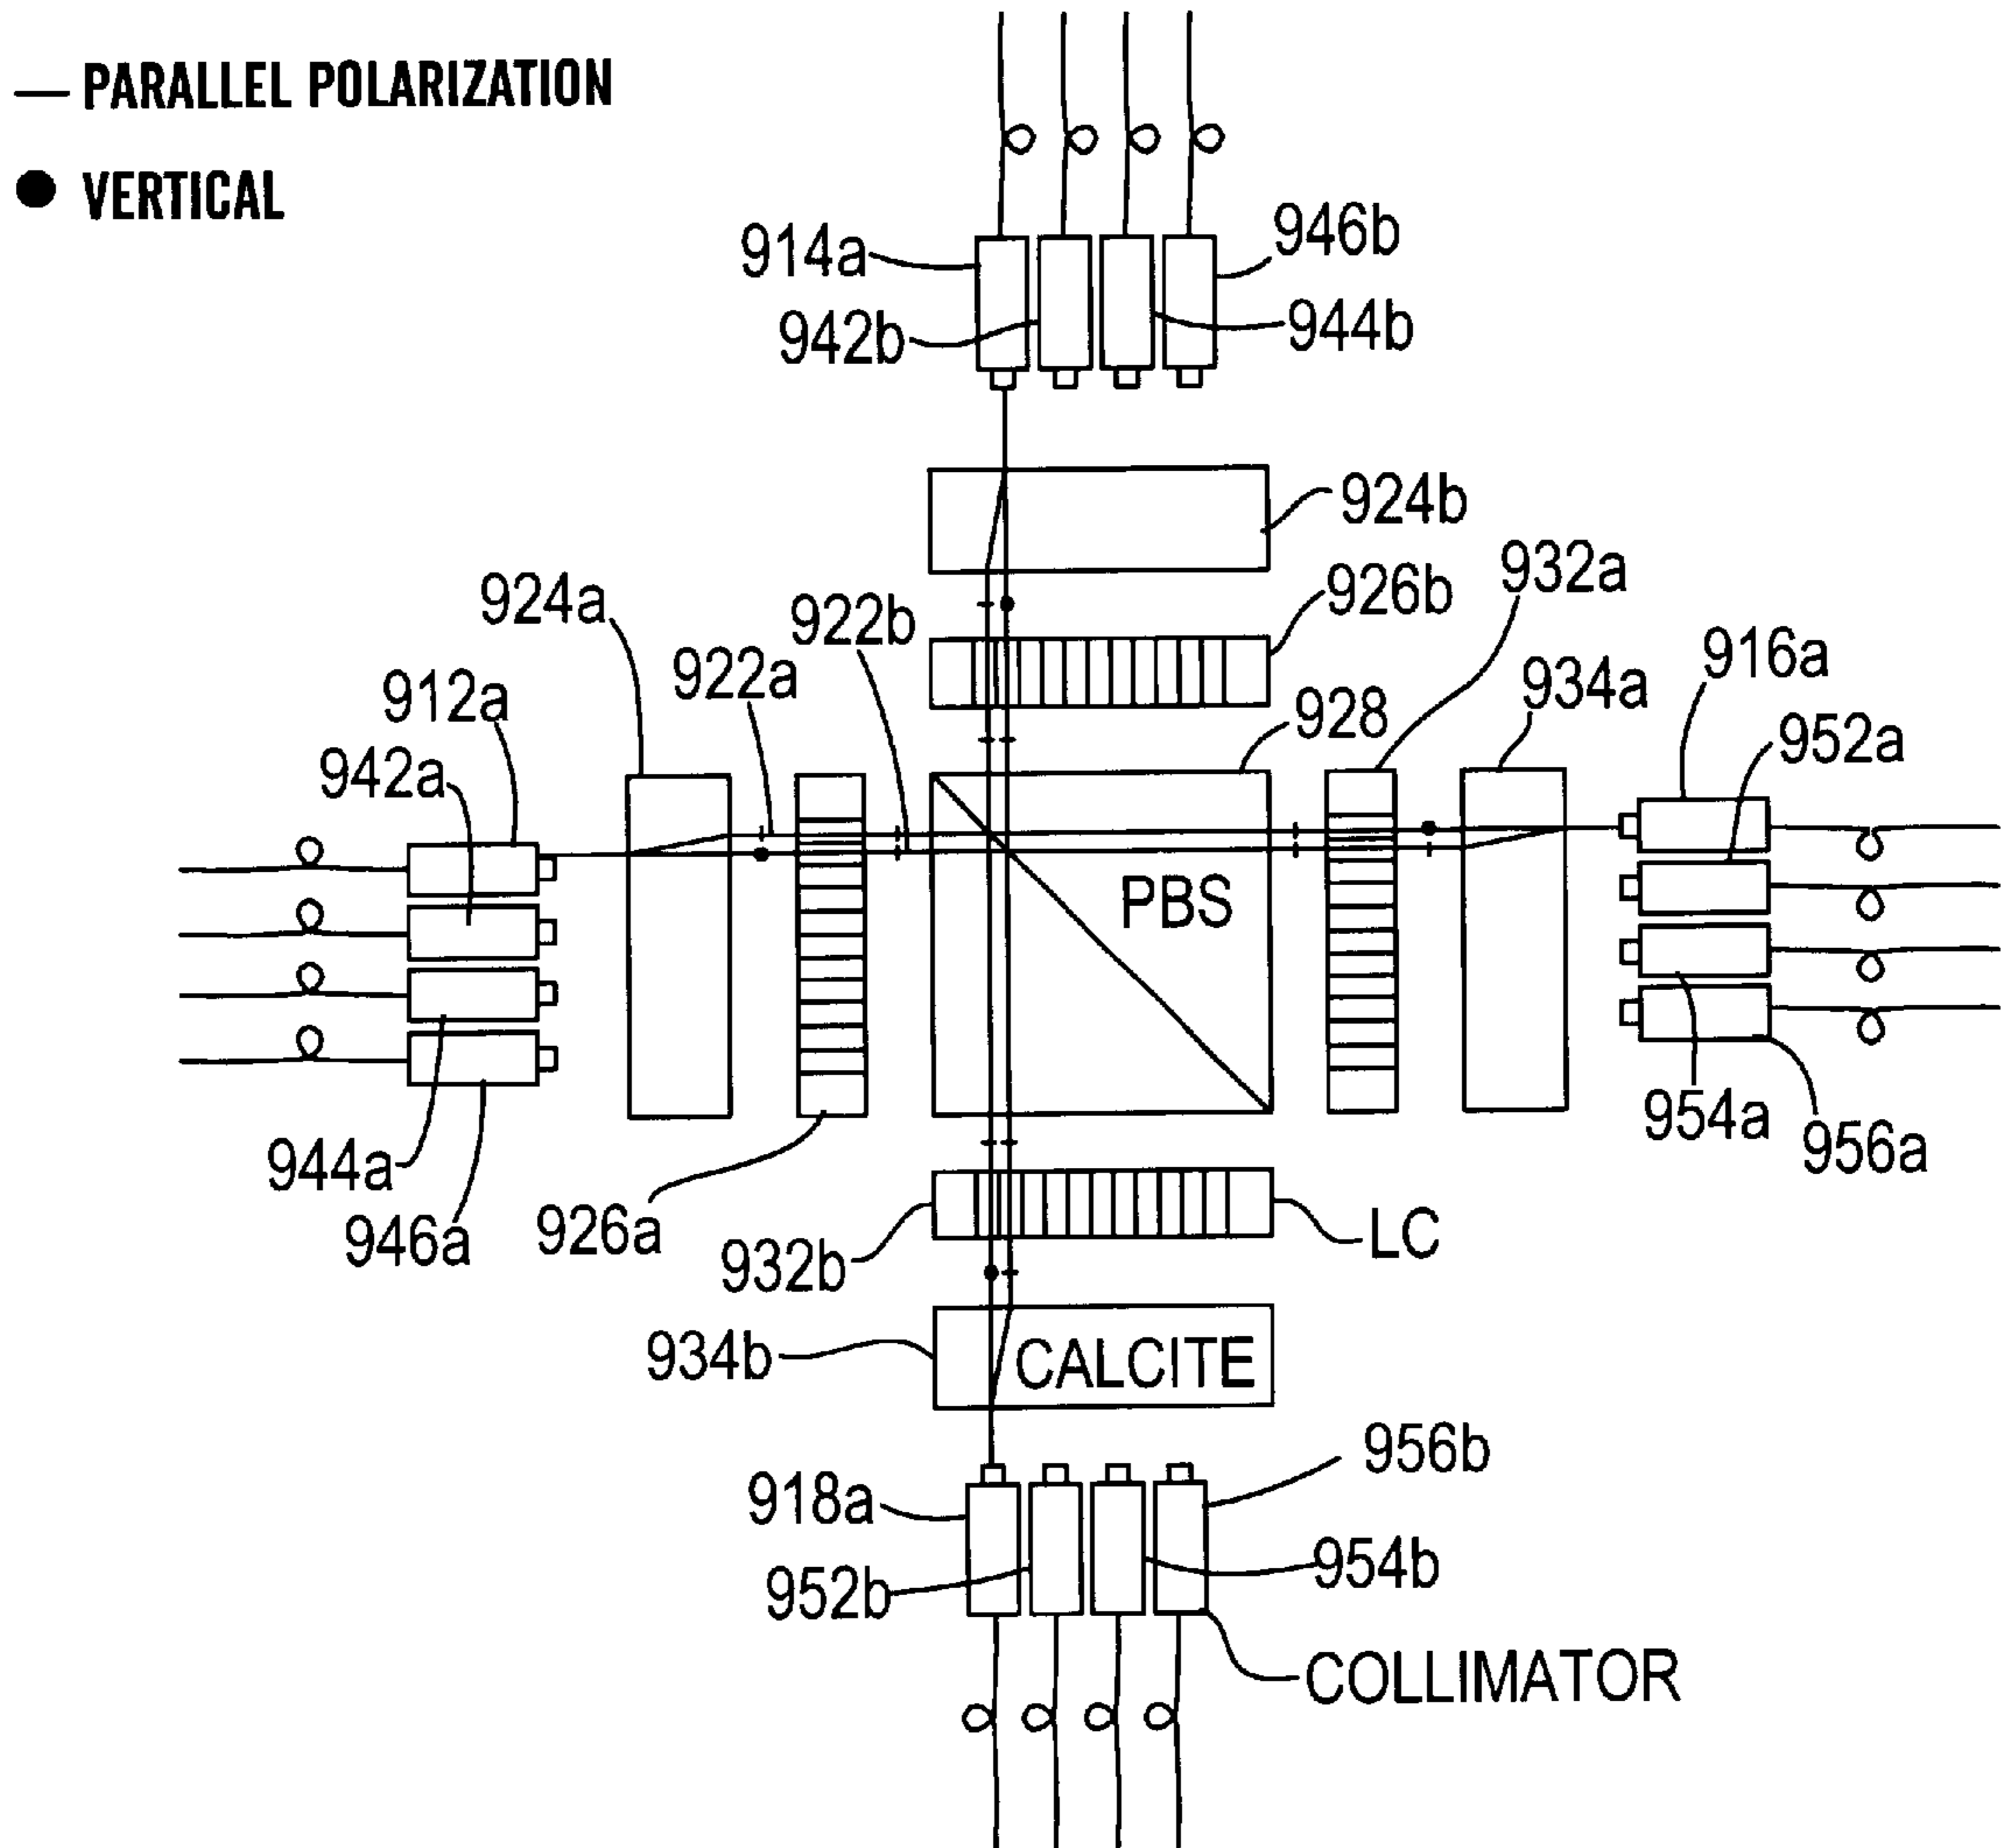 PARALLEL POLARIZATION
VERTICAL
914a
946b
942b
944b
924b
924a
922b
926b
932a
922a
916a
912a
928
934a
952a
942a
PBS
954a
956a
944a
946a
926a
932b
LC
934b
CALCITE
956b
918a
952b
954b
COLLIMATOR